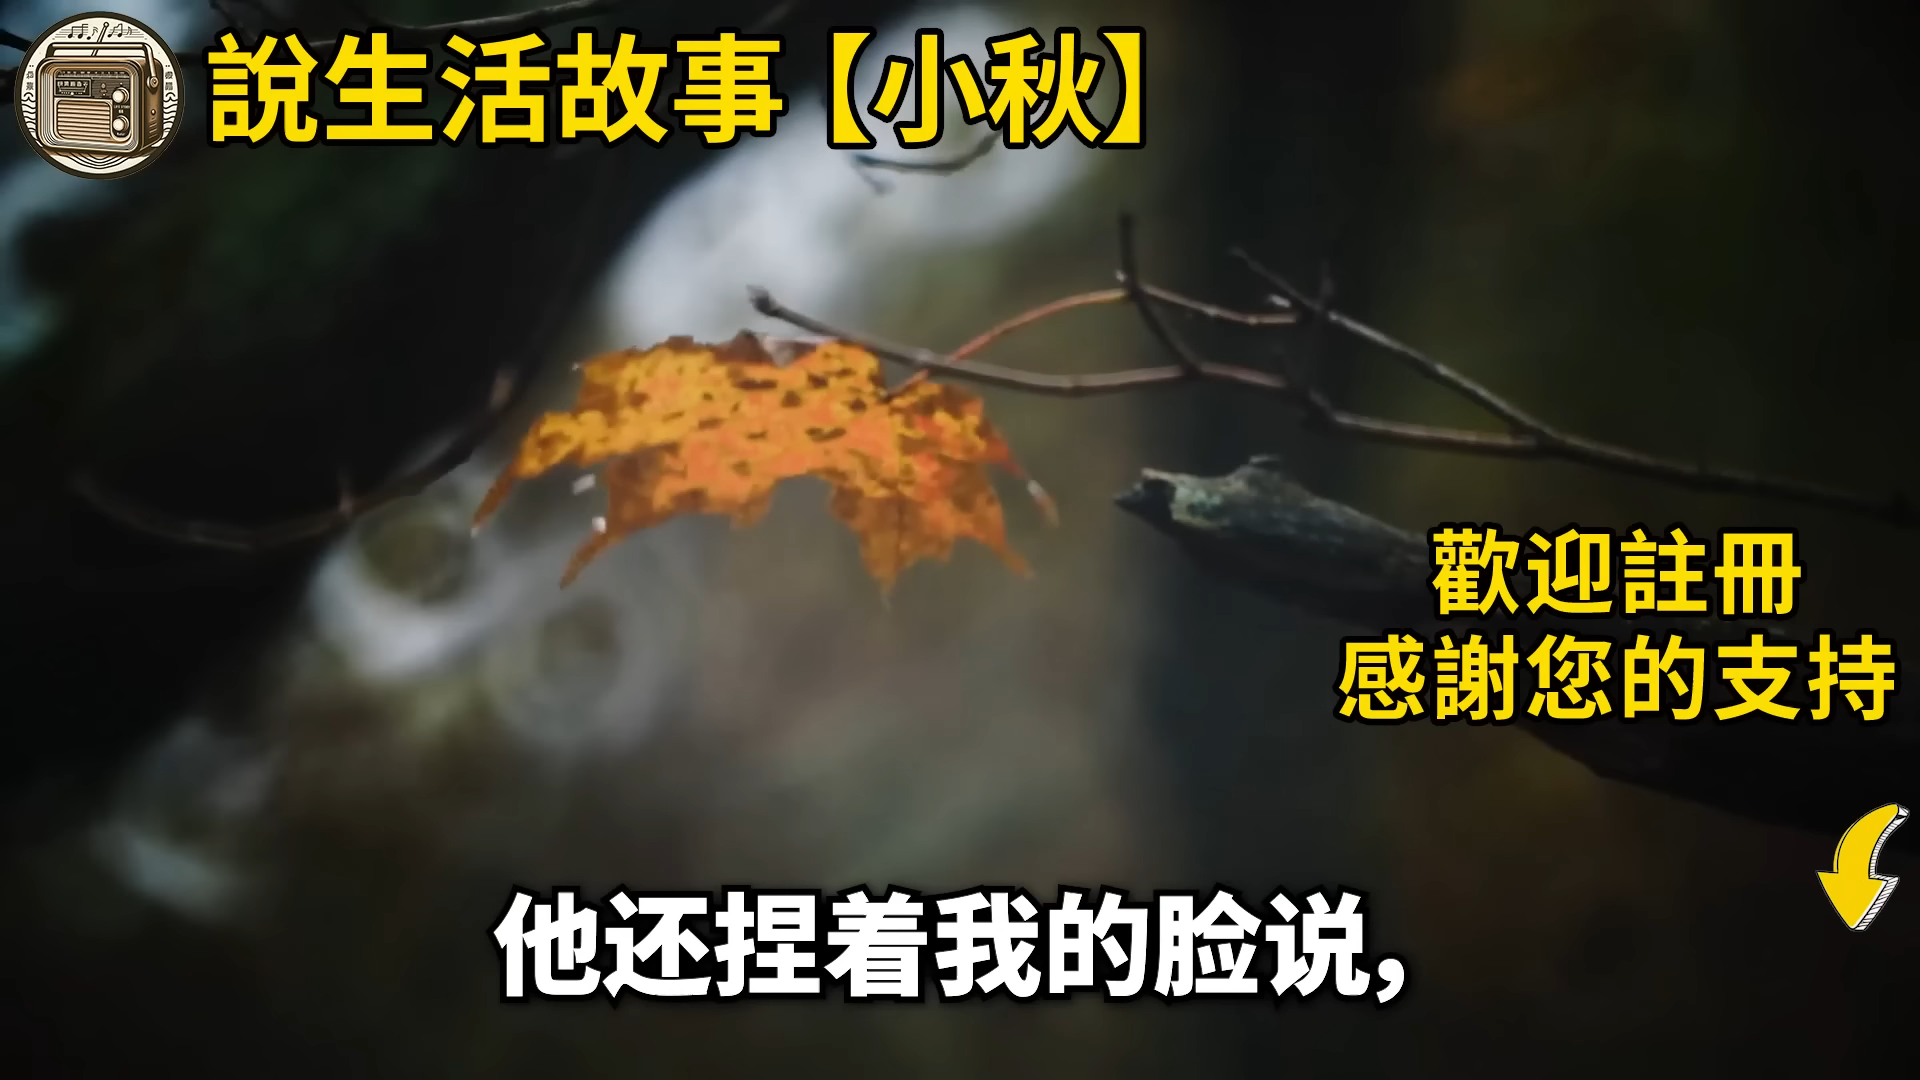 說生活故事【小秋】
歡迎註冊
感謝您的支持
他还捏着我的脸说,